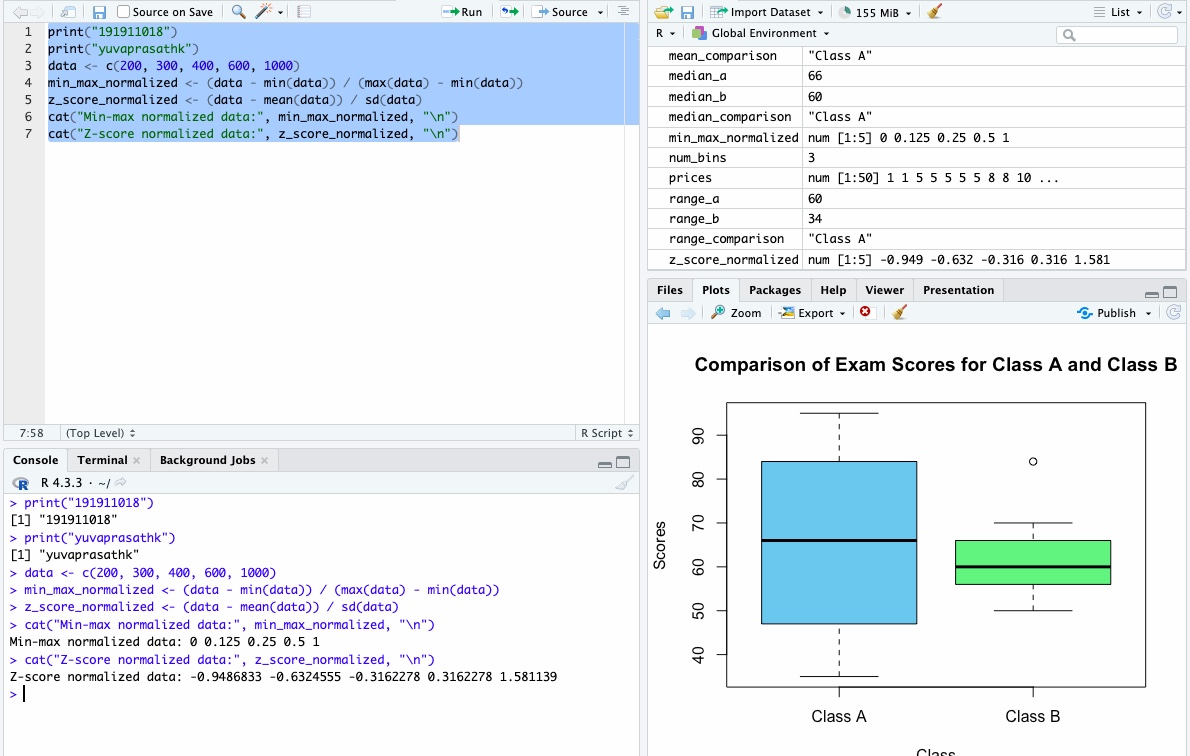 Source on Save Run Source
1 print("191911018")
2 print("yuvaprasathk")
3 data <- c(200, 300, 400, 600, 1000)
4 min_max_normalized <- (data - min(data)) / (max(data) - min(data))
5 z_score_normalized <- (data - mean(data)) / sd(data)
6 cat("Min-max normalized data:", min_max_normalized, "\n")
7 cat("Z-score normalized data:", z_score_normalized, "\n")
7:58 (Top Level) R Script
Console Terminal Background Jobs
R R 4.3.3 · ~/
> print("191911018")
[1] "191911018"
> print("yuvaprasathk")
[1] "yuvaprasathk"
> data <- c(200, 300, 400, 600, 1000)
> min_max_normalized <- (data - min(data)) / (max(data) - min(data))
> z_score_normalized <- (data - mean(data)) / sd(data)
> cat("Min-max normalized data:", min_max_normalized, "\n")
Min-max normalized data: 0 0.125 0.25 0.5 1
> cat("Z-score normalized data:", z_score_normalized, "\n")
Z-score normalized data: -0.9486833 -0.6324555 -0.3162278 0.3162278 1.581139
>
Import Dataset 155 MiB List
R Global Environment
mean_comparison "Class A"
median_a 66
median_b 60
median_comparison "Class A"
min_max_normalized num [1:5] 0 0.125 0.25 0.5 1
num_bins 3
prices num [1:50] 1 1 5 5 5 5 5 8 8 10 ...
range_a 60
range_b 34
range_comparison "Class A"
z_score_normalized num [1:5] -0.949 -0.632 -0.316 0.316 1.581
Files Plots Packages Help Viewer Presentation
Zoom Export Publish
Comparison of Exam Scores for Class A and Class B
Scores
90
80
70
60
50
40
Class A Class B
Class